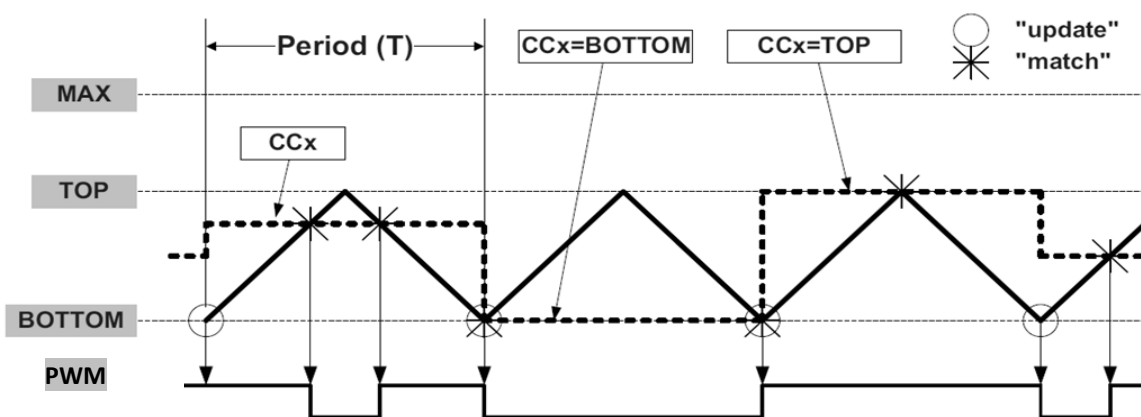 Period (T)
CCx=BOTTOM
CCx=TOP
"update"
"match"
MAX
CCx
TOP
BOTTOM
PWM